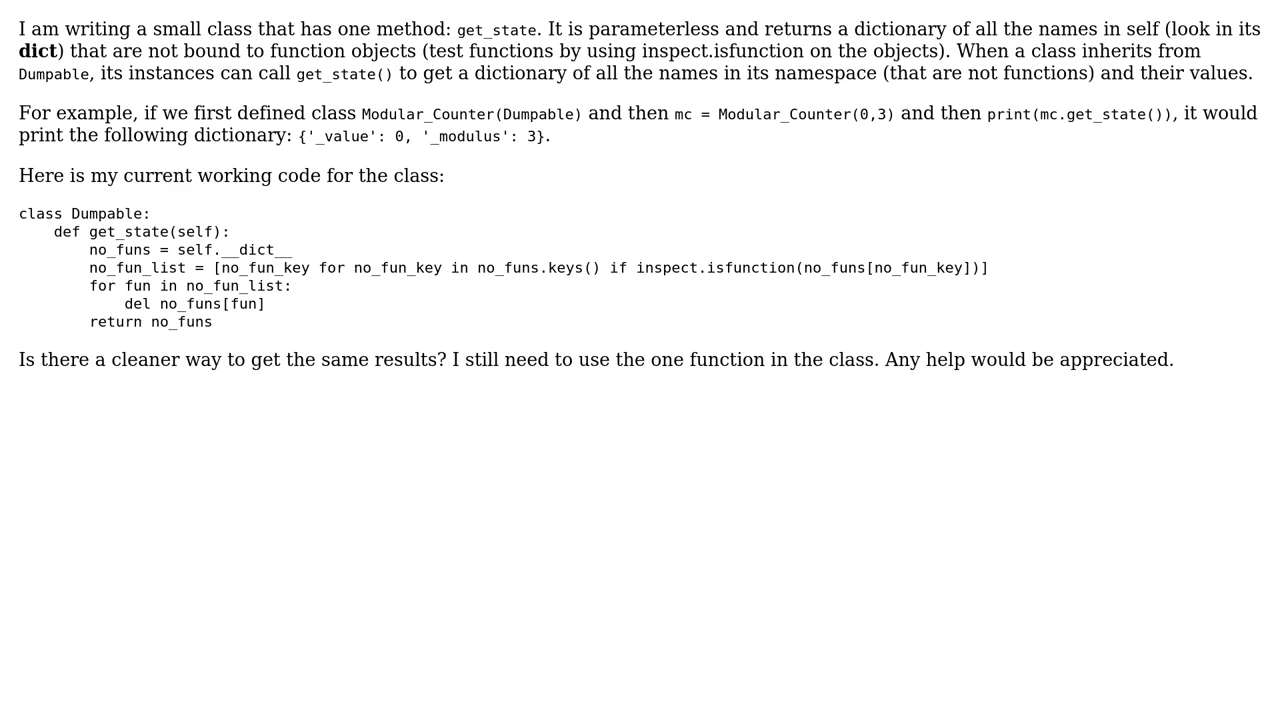 I am writing a small class that has one method: get_state. It is parameterless and returns a dictionary of all the names in self (look in its
dict) that are not bound to function objects (test functions by using inspect.isfunction on the objects). When a class inherits from
Dumpable, its instances can call get_state() to get a dictionary of all the names in its namespace (that are not functions) and their values.
For example, if we first defined class Modular_Counter(Dumpable) and then mc = Modular_Counter(0,3) and then print(mc.get_state()), it would
print the following dictionary: {'_value': 0, '_modulus': 3}.
Here is my current working code for the class:
class Dumpable:
    def get_state(self):
        no_funs = self.__dict__
        no_fun_list = [no_fun_key for no_fun_key in no_funs.keys() if inspect.isfunction(no_funs[no_fun_key])]
        for fun in no_fun_list:
            del no_funs[fun]
        return no_funs
Is there a cleaner way to get the same results? I still need to use the one function in the class. Any help would be appreciated.